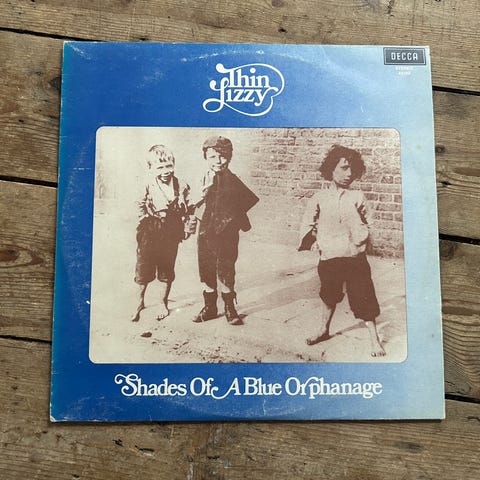 Thin
Lizzy
DECCA
Shades Of A Blue Orphanage